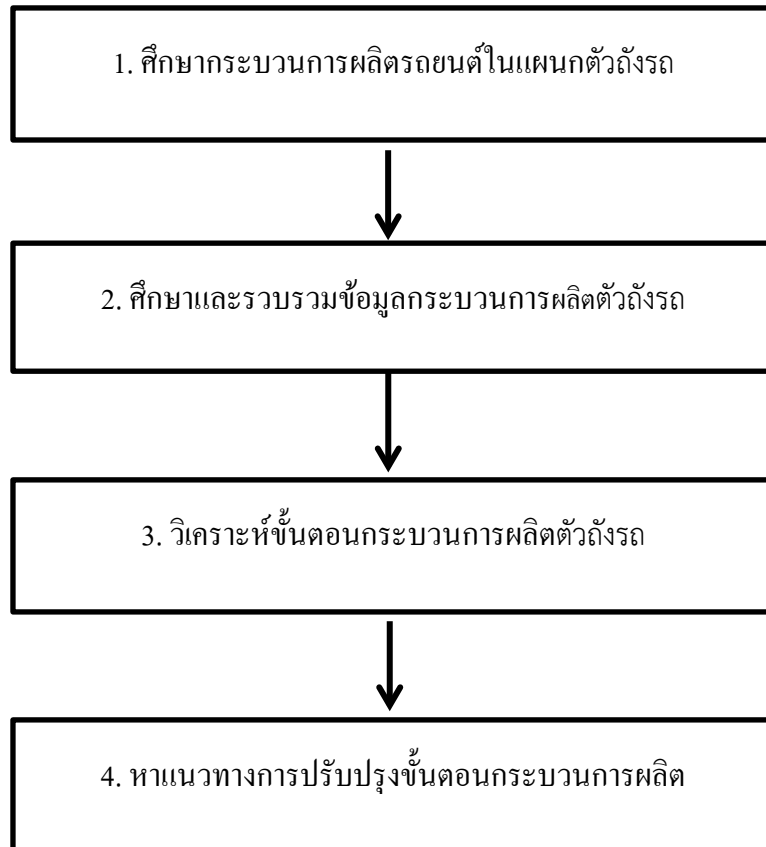 1. ศึกษากระบวนการผลิตรถยนต์ในแผนกตัวถังรถ
2. ศึกษาและรวบรวมข้อมูลกระบวนการผลิตตัวถังรถ
3. วิเคราะห์ขั้นตอนกระบวนการผลิตตัวถังรถ
4. หาแนวทางการปรับปรุงขั้นตอนกระบวนการผลิต